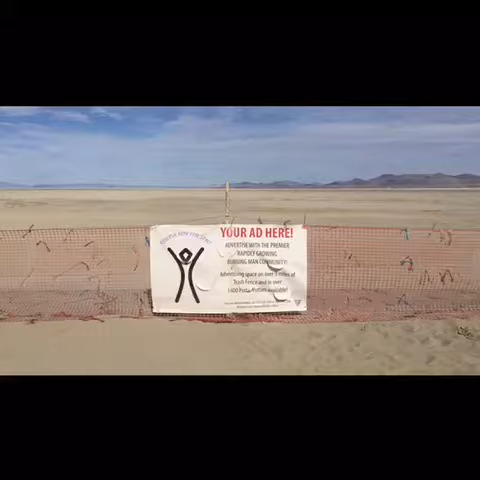 YOUR AD HERE!
ADVERTISE WITH THE PREMIER
RAPIDLY GROWING
BURNING MAN COMMUNITY!
Advertising space on over 9 miles of
Trash Fence and in over
1400 Porta-Potties available!